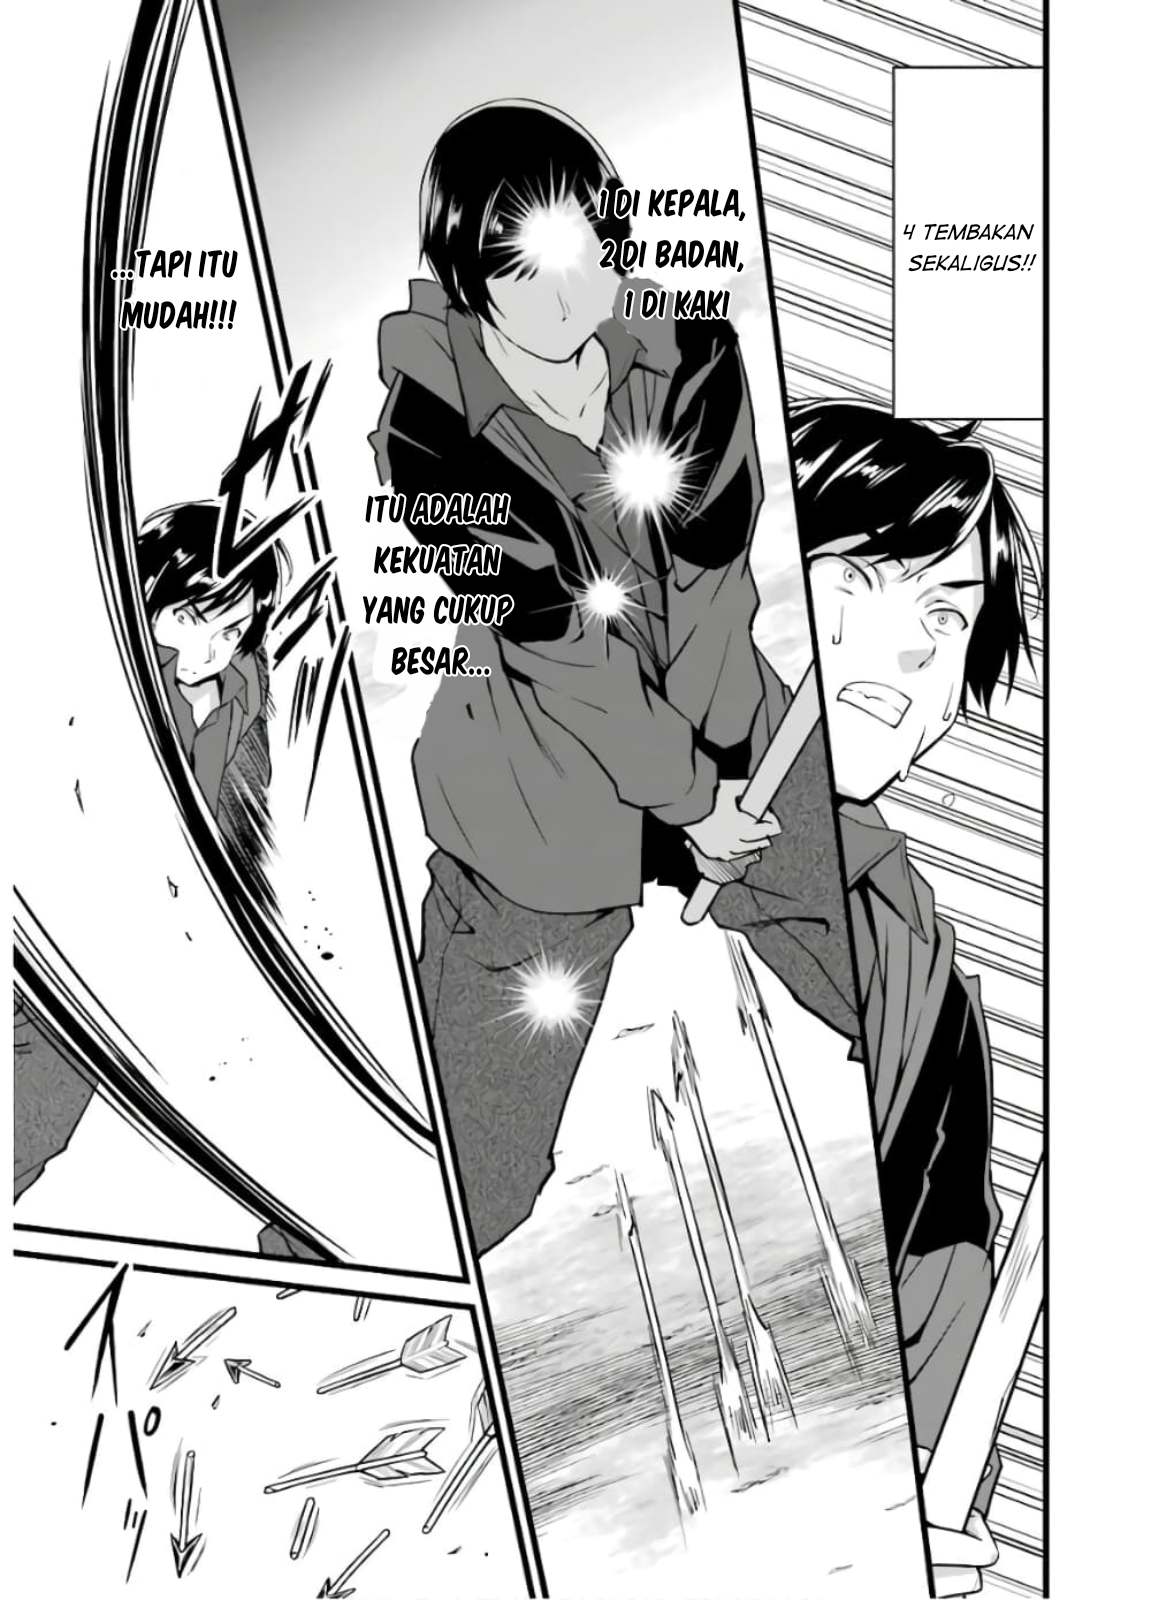 4 TEMBAKAN
SEKALIGUS!!
1 DI KEPALA,
2 DI BADAN,
1 DI KAKI
ITU ADALAH
KEKUATAN
YANG CUKUP
BESAR...
...TAPI ITU
MUDAH!!!